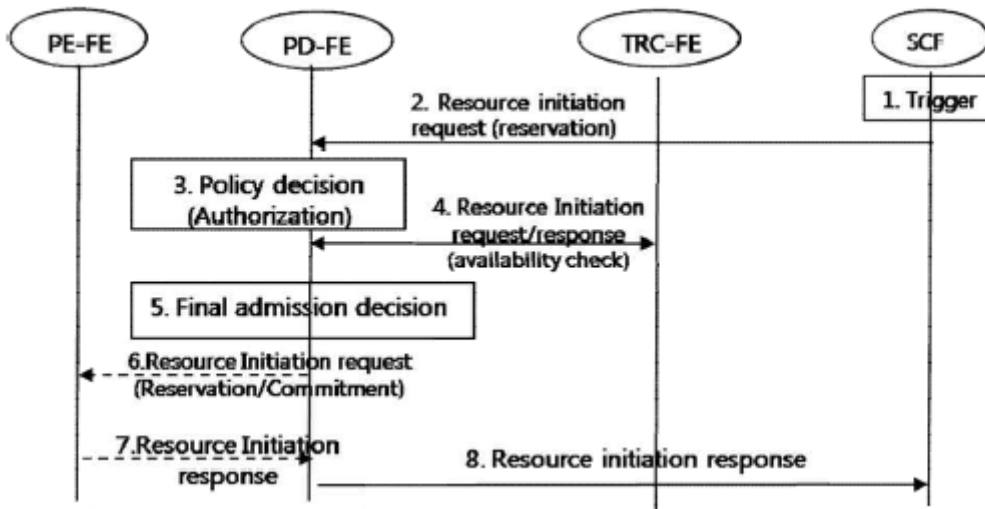 PE-FE
PD-FE
TRC-FE
SCF
1. Trigger
2. Resource initiation
request (reservation)
3. Policy decision
(Authorization)
4. Resource Initiation
request/response
(availability check)
5. Final admission decision
6.Resource Initiation request
(Reservation/Commitment)
7.Resource Initiation
response
8. Resource initiation response